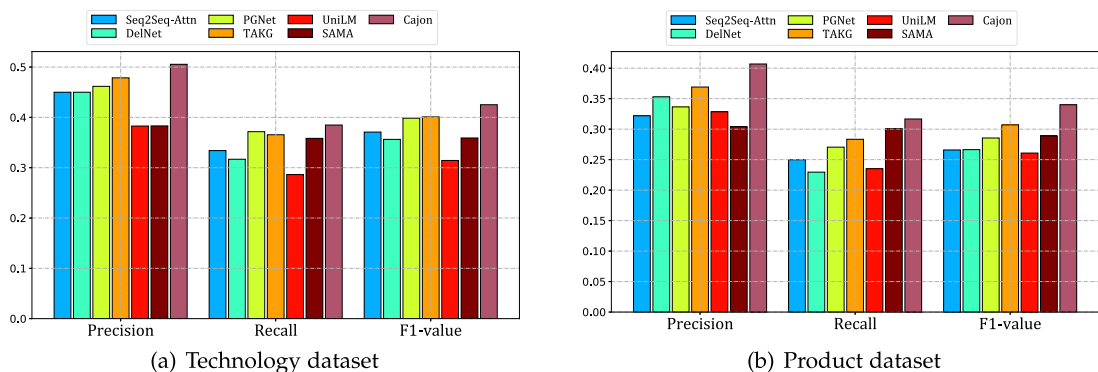 Seq2Seq-Attn PGNet UniLM Cajon
DelNet TAKG SAMA
0.5
0.4
0.3
0.2
0.1
0.0
Precision Recall F1-value
(a) Technology dataset
Seq2Seq-Attn PGNet UniLM Cajon
DelNet TAKG SAMA
0.40
0.35
0.30
0.25
0.20
0.15
0.10
0.05
0.00
Precision Recall F1-value
(b) Product dataset